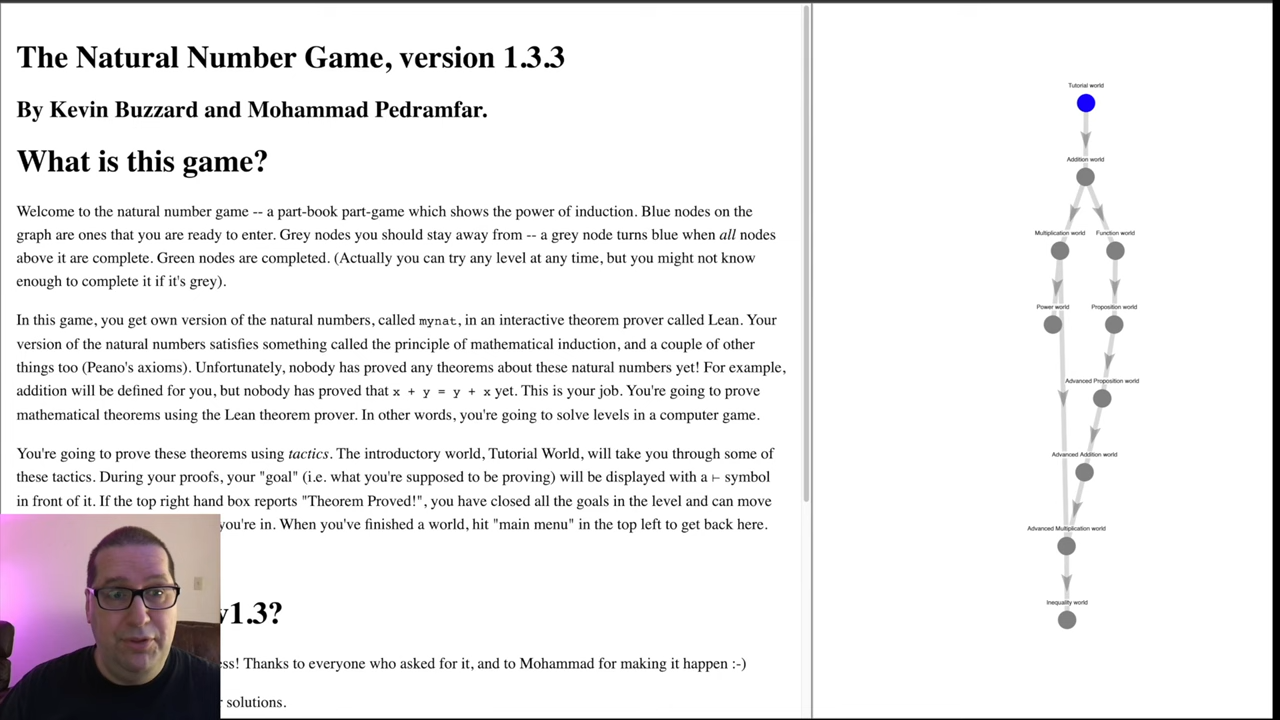 The Natural Number Game, version 1.3.3
By Kevin Buzzard and Mohammad Pedramfar.
What is this game?
Welcome to the natural number game -- a part-book part-game which shows the power of induction. Blue nodes on the
graph are ones that you are ready to enter. Grey nodes you should stay away from -- a grey node turns blue when all nodes
above it are complete. Green nodes are completed. (Actually you can try any level at any time, but you might not know
enough to complete it if it's grey).
In this game, you get own version of the natural numbers, called mynat, in an interactive theorem prover called Lean. Your
version of the natural numbers satisfies something called the principle of mathematical induction, and a couple of other
things too (Peano's axioms). Unfortunately, nobody has proved any theorems about these natural numbers yet! For example,
addition will be defined for you, but nobody has proved that x + y = y + x yet. This is your job. You're going to prove
mathematical theorems using the Lean theorem prover. In other words, you're going to solve levels in a computer game.
You're going to prove these theorems using tactics. The introductory world, Tutorial World, will take you through some of
these tactics. During your proofs, your "goal" (i.e. what you're supposed to be proving) will be displayed with a ⊢ symbol
in front of it. If the top right hand box reports "Theorem Proved!", you have closed all the goals in the level and can move
you're in. When you've finished a world, hit "main menu" in the top left to get back here.
v1.3?
Thanks to everyone who asked for it, and to Mohammad for making it happen :-)
solutions.
Tutorial world
Addition world
Multiplication world
Function world
Power world
Proposition world
Advanced Proposition world
Advanced Addition world
Advanced Multiplication world
Inequality world